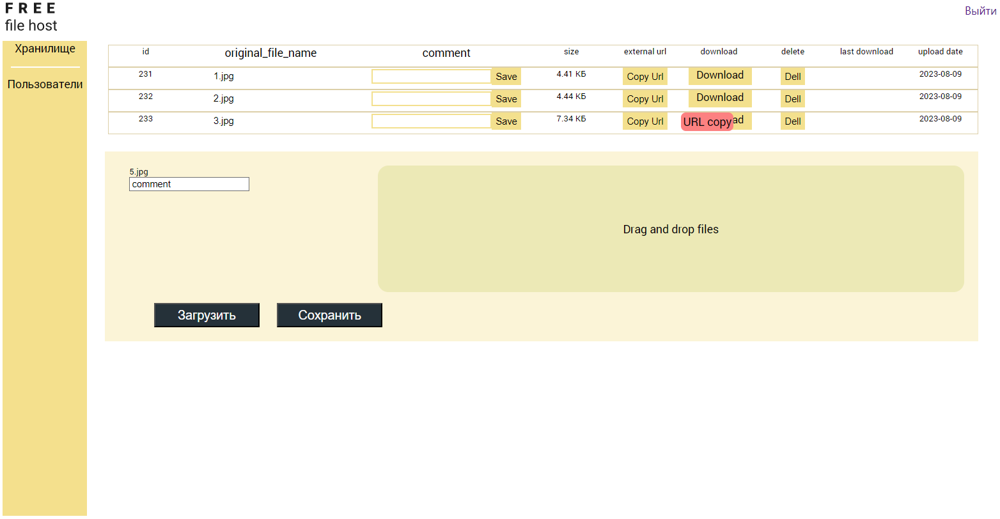 FREE
file host
Выйти
Хранилище
Пользователи
id original_file_name comment size external url download delete last download upload date
231 1.jpg Save 4.41 КБ Copy Url Download Dell 2023-08-09
232 2.jpg Save 4.44 КБ Copy Url Download Dell 2023-08-09
233 3.jpg Save 7.34 КБ Copy Url URL copy ad Dell 2023-08-09
5.jpg
comment
Drag and drop files
Загрузить Сохранить